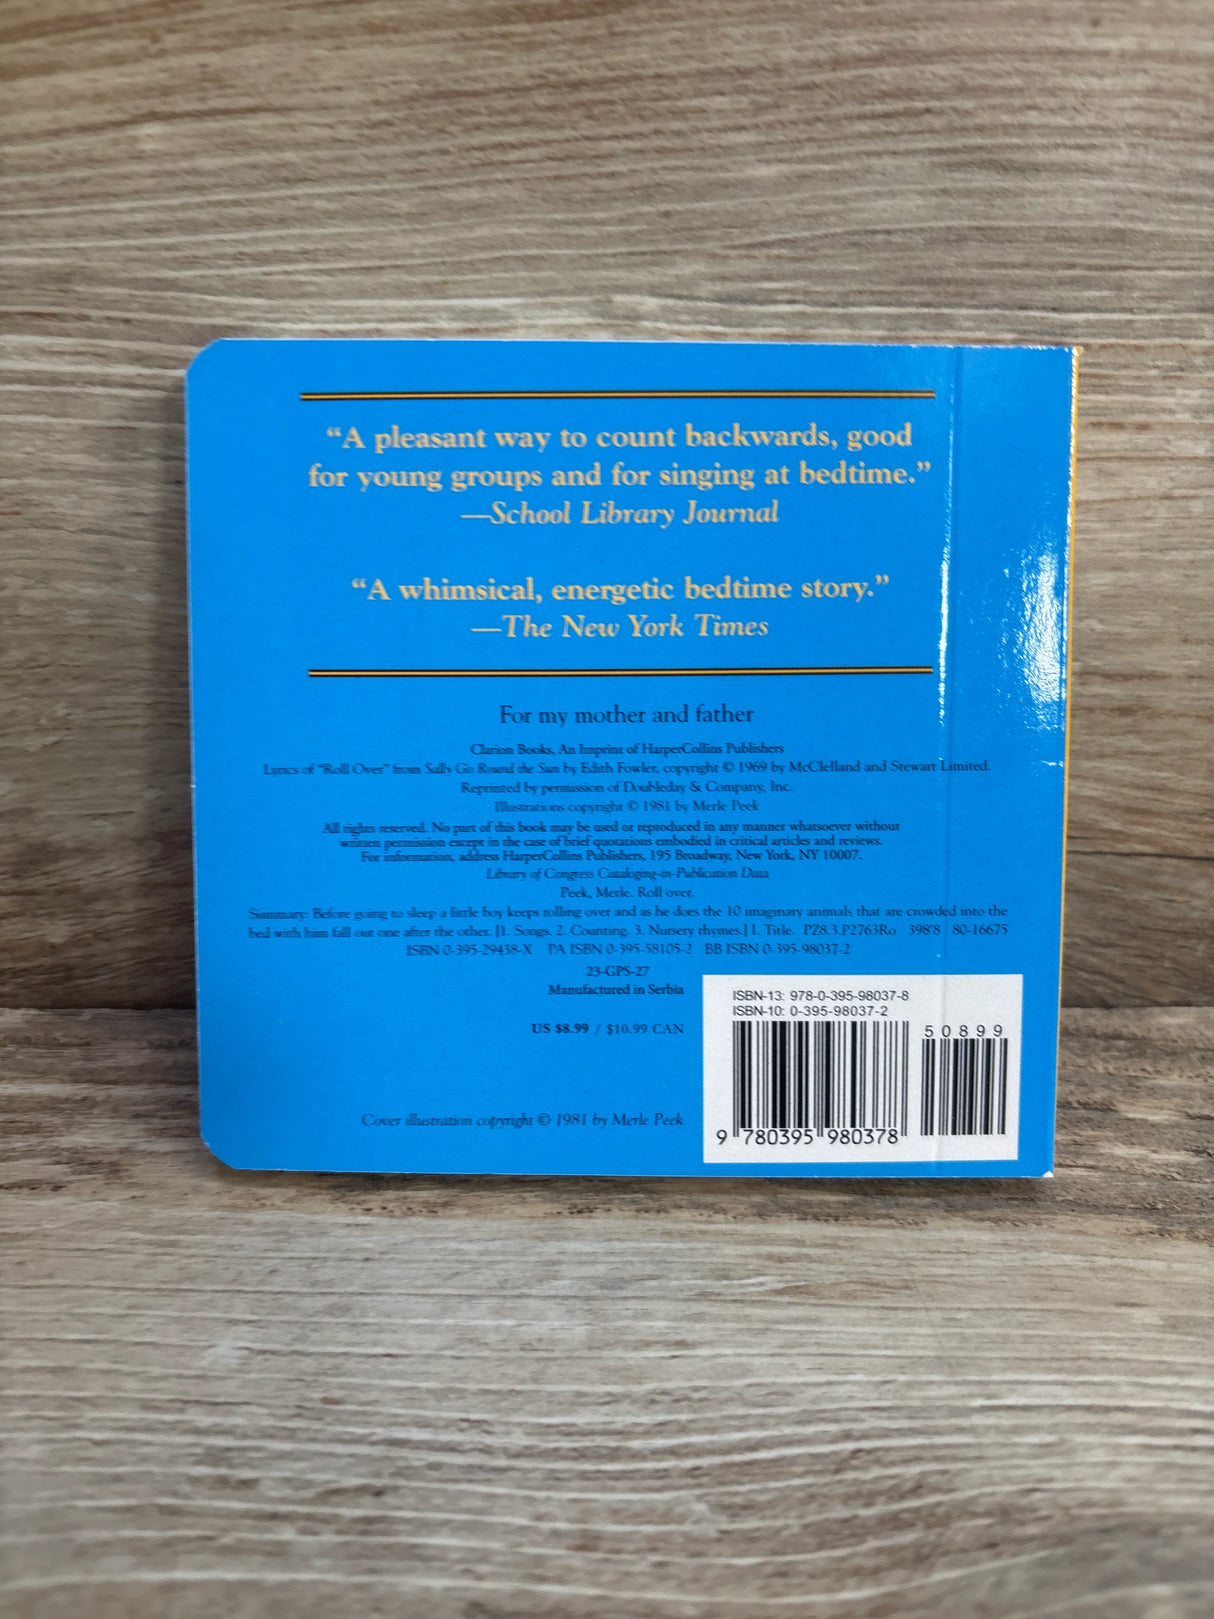 “A pleasant way to count backwards, good
for young groups and for singing at bedtime.”
—School Library Journal
“A whimsical, energetic bedtime story.”
—The New York Times
For my mother and father
Clarion Books, An Imprint of HarperCollins Publishers
Lyrics of “Roll Over” from Sally Go Round the Sun by Edith Fowler, copyright © 1969 by McClelland and Stewart Limited.
Reprinted by permission of Doubleday & Company, Inc.
Illustrations copyright © 1981 by Merle Peek
All rights reserved. No part of this book may be used or reproduced in any manner whatsoever without
written permission except in the case of brief quotations embodied in critical articles and reviews.
For information, address HarperCollins Publishers, 195 Broadway, New York, NY 10007.
Library of Congress Cataloging-in-Publication Data
Peek, Merle. Roll over.
Summary: Before going to sleep a little boy keeps rolling over and as he does the 10 imaginary animals that are crowded into the
bed with him fall out one after the other. [1. Songs. 2. Counting. 3. Nursery rhymes.] I. Title. PZ8.3.P2763Ro 398'8 80-16675
ISBN 0-395-29438-X PA ISBN 0-395-58105-2 BB ISBN 0-395-98037-2
23-GPS-27
Manufactured in Serbia
US $8.99 / $10.99 CAN
Cover illustration copyright © 1981 by Merle Peek
ISBN-13: 978-0-395-98037-8
ISBN-10: 0-395-98037-2
50899
9 780395 980378